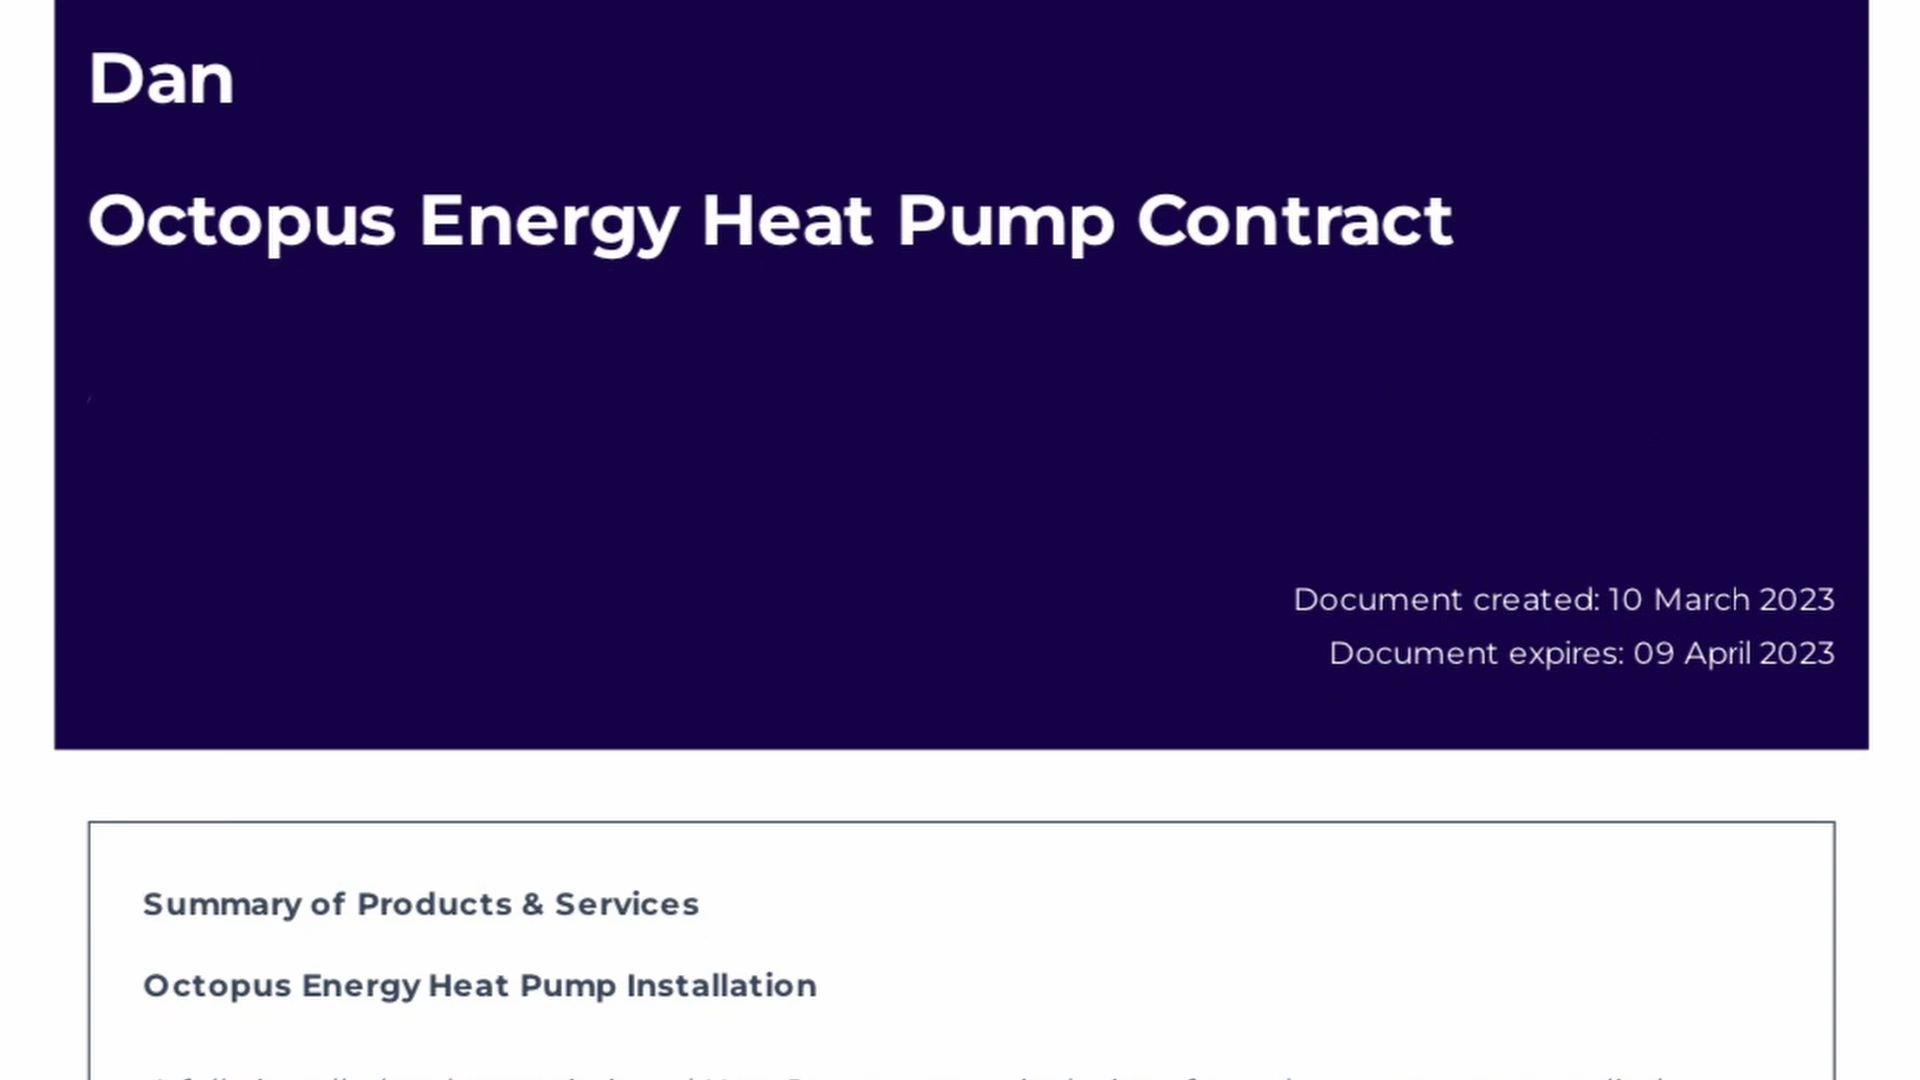 Dan
Octopus Energy Heat Pump Contract
Document created: 10 March 2023
Document expires: 09 April 2023
Summary of Products & Services
Octopus Energy Heat Pump Installation